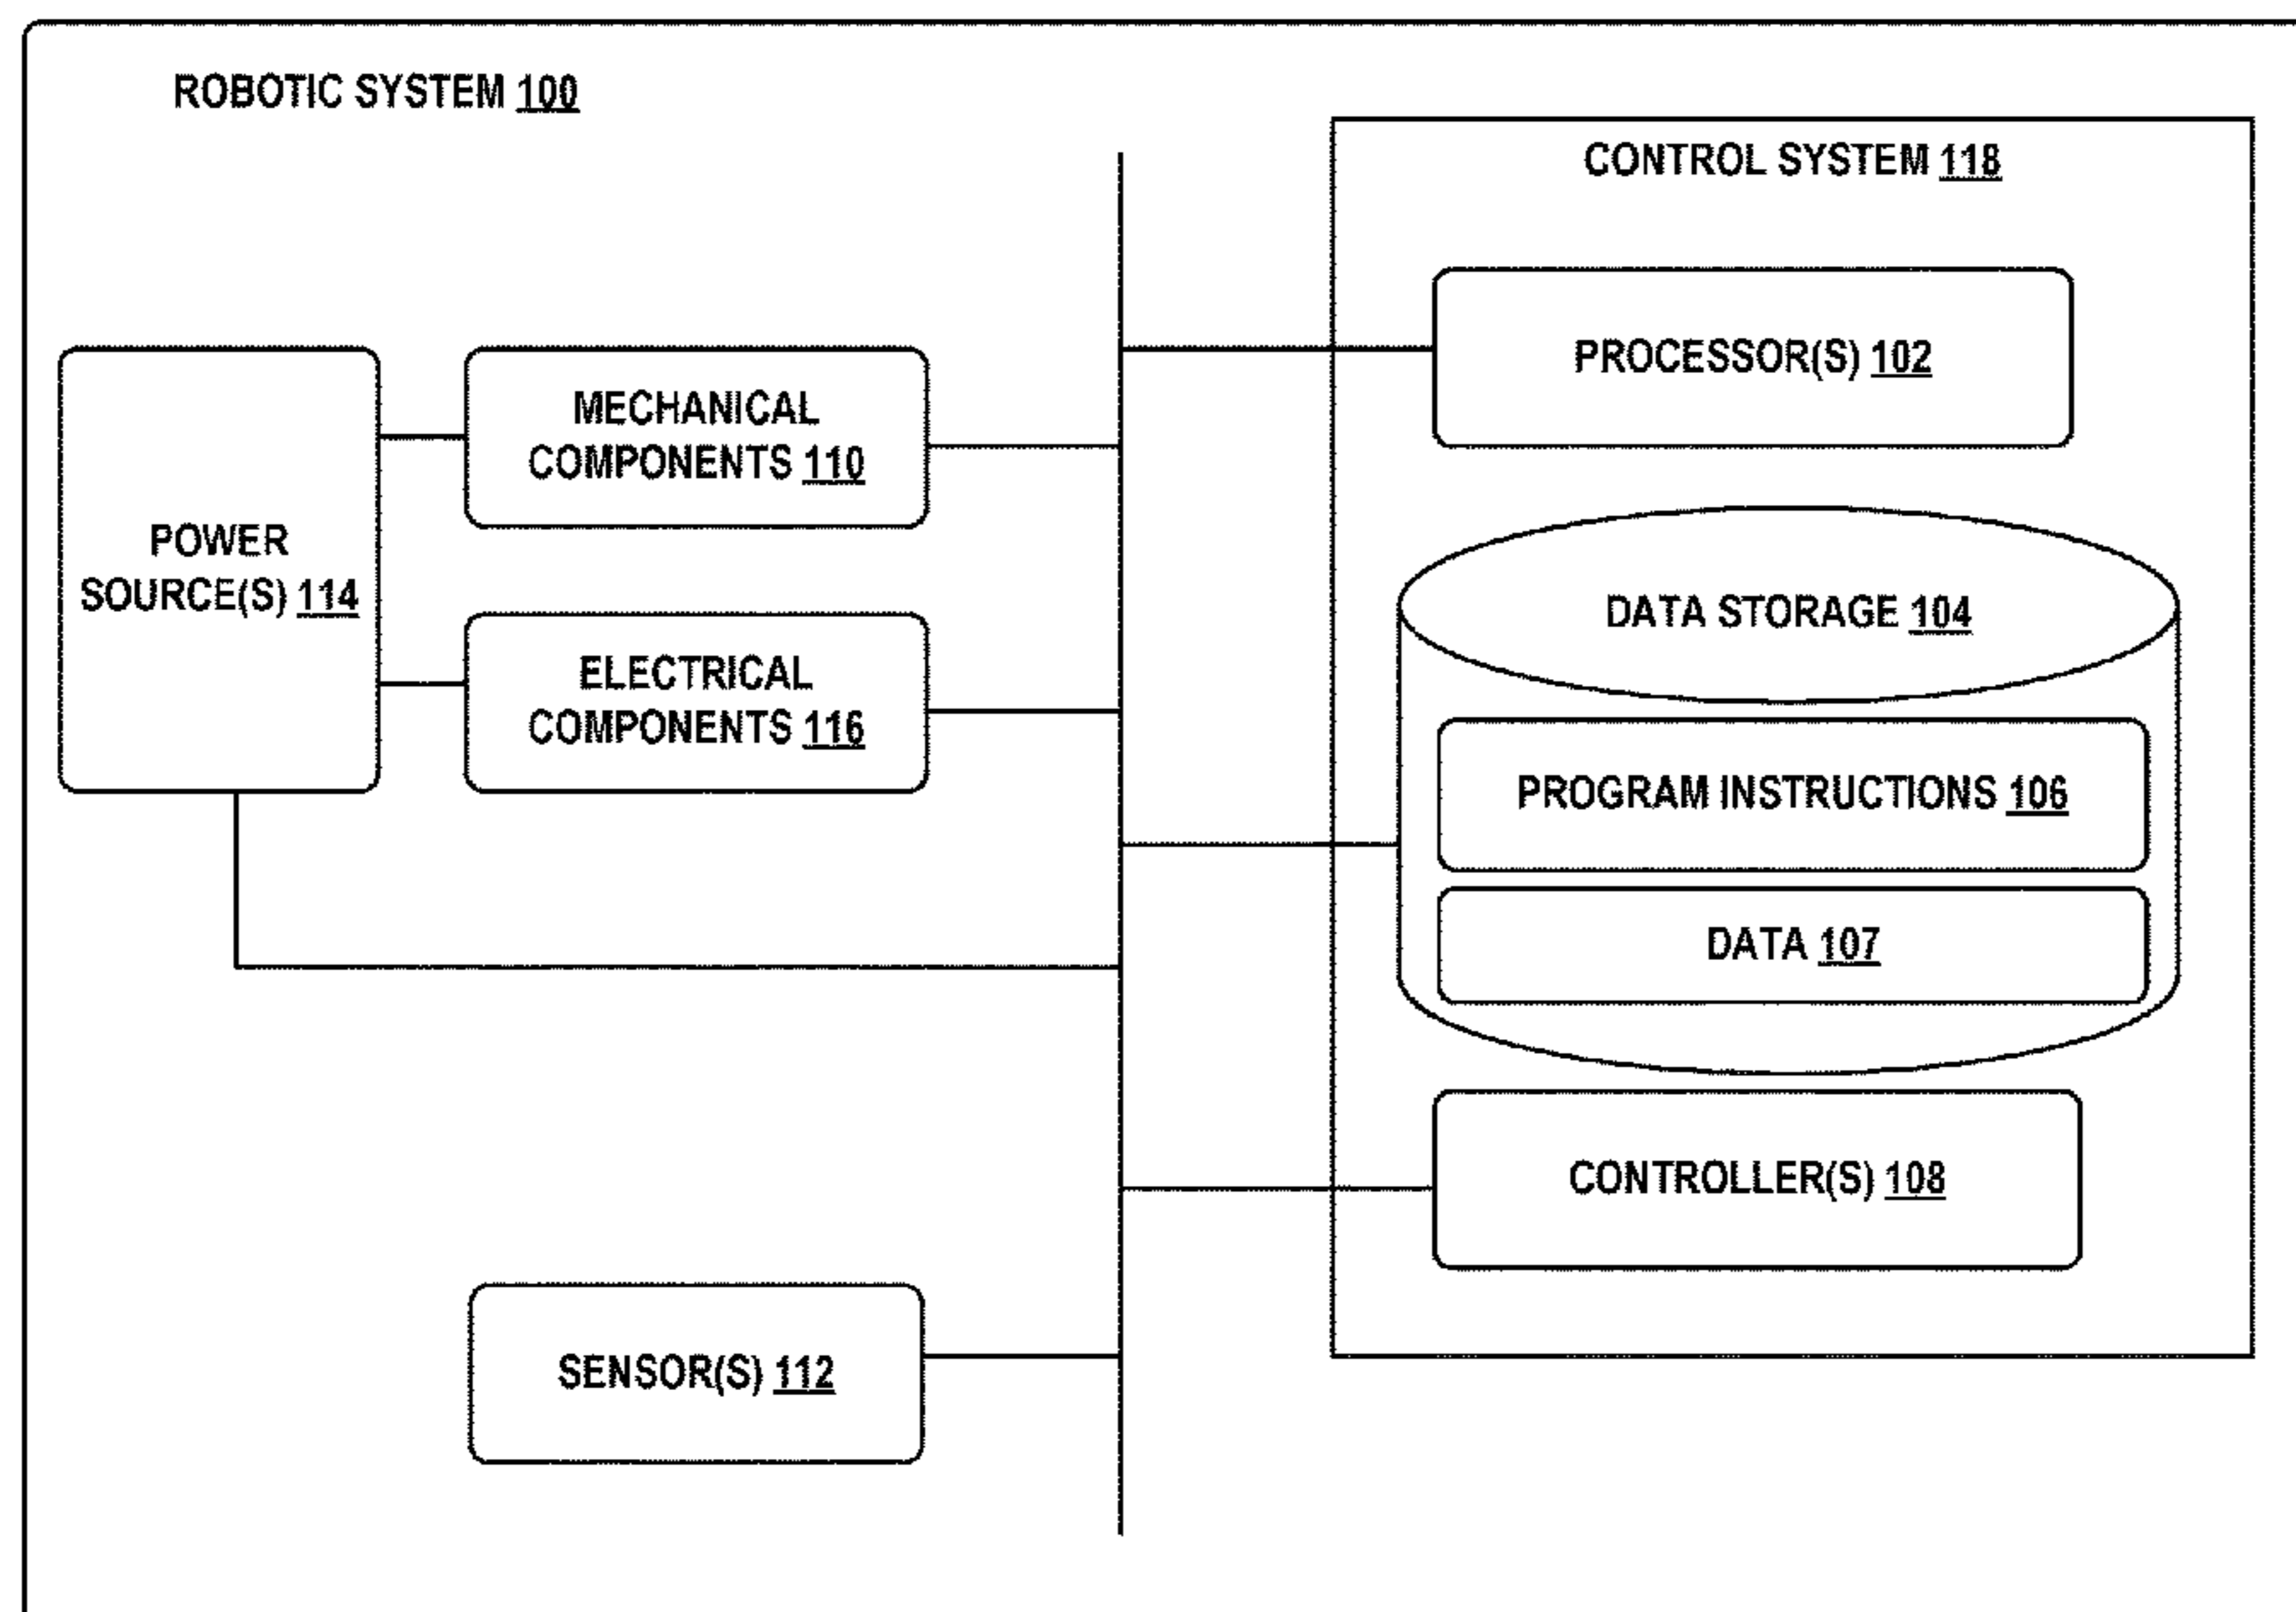 ROBOTIC SYSTEM 100
CONTROL SYSTEM 118
PROCESSOR(S) 102
MECHANICAL
COMPONENTS 110
POWER
SOURCE(S) 114
DATA STORAGE 104
ELECTRICAL
COMPONENTS 116
PROGRAM INSTRUCTIONS 106
DATA 107
CONTROLLER(S) 108
SENSOR(S) 112